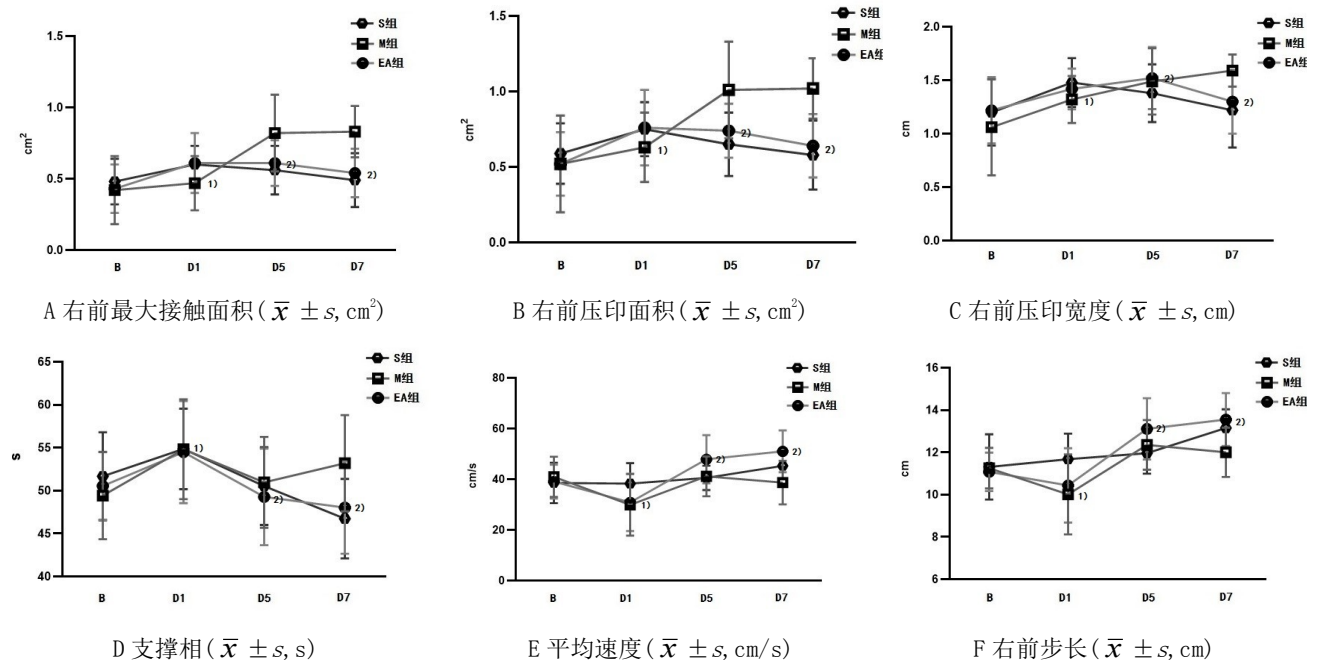 S组
M组
EA组
1.5
1.0
0.5
0.0
cm²
1)
2)
2)
B D1 D5 D7
A 右前最大接触面积(x̄ ±s,cm²)
S组
M组
EA组
1.5
1.0
0.5
0.0
cm²
1)
2)
2)
B D1 D5 D7
B 右前压印面积(x̄ ±s,cm²)
S组
M组
EA组
2.0
1.5
1.0
0.5
0.0
cm
1)
2)
2)
B D1 D5 D7
C 右前压印宽度(x̄ ±s,cm)
S组
M组
EA组
65
60
55
50
45
40
s
1)
2)
2)
B D1 D5 D7
D 支撑相(x̄ ±s,s)
S组
M组
EA组
80
60
40
20
0
cm/s
1)
2)
2)
B D1 D5 D7
E 平均速度(x̄ ±s,cm/s)
S组
M组
EA组
16
14
12
10
8
6
cm
1)
2)
2)
B D1 D5 D7
F 右前步长(x̄ ±s,cm)